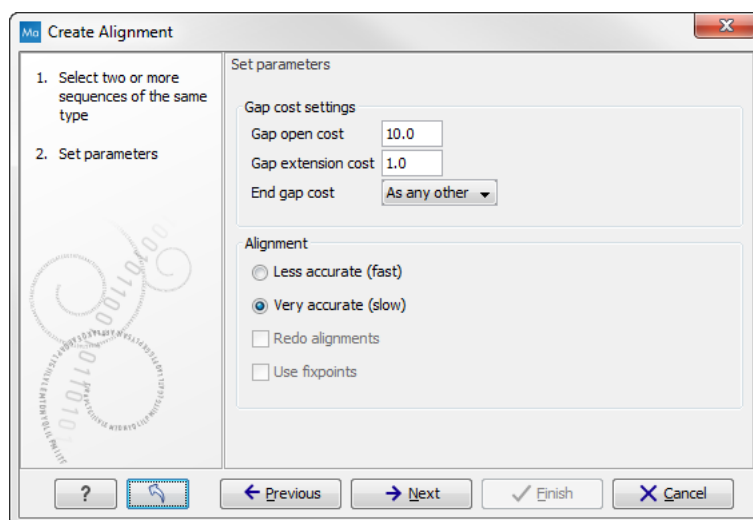 Ma Create Alignment
X
1. Select two or more
sequences of the same
type
2. Set parameters
Set parameters
Gap cost settings
Gap open cost 10.0
Gap extension cost 1.0
End gap cost As any other
Alignment
Less accurate (fast)
Very accurate (slow)
Redo alignments
Use fixpoints
? Previous Next Finish Cancel